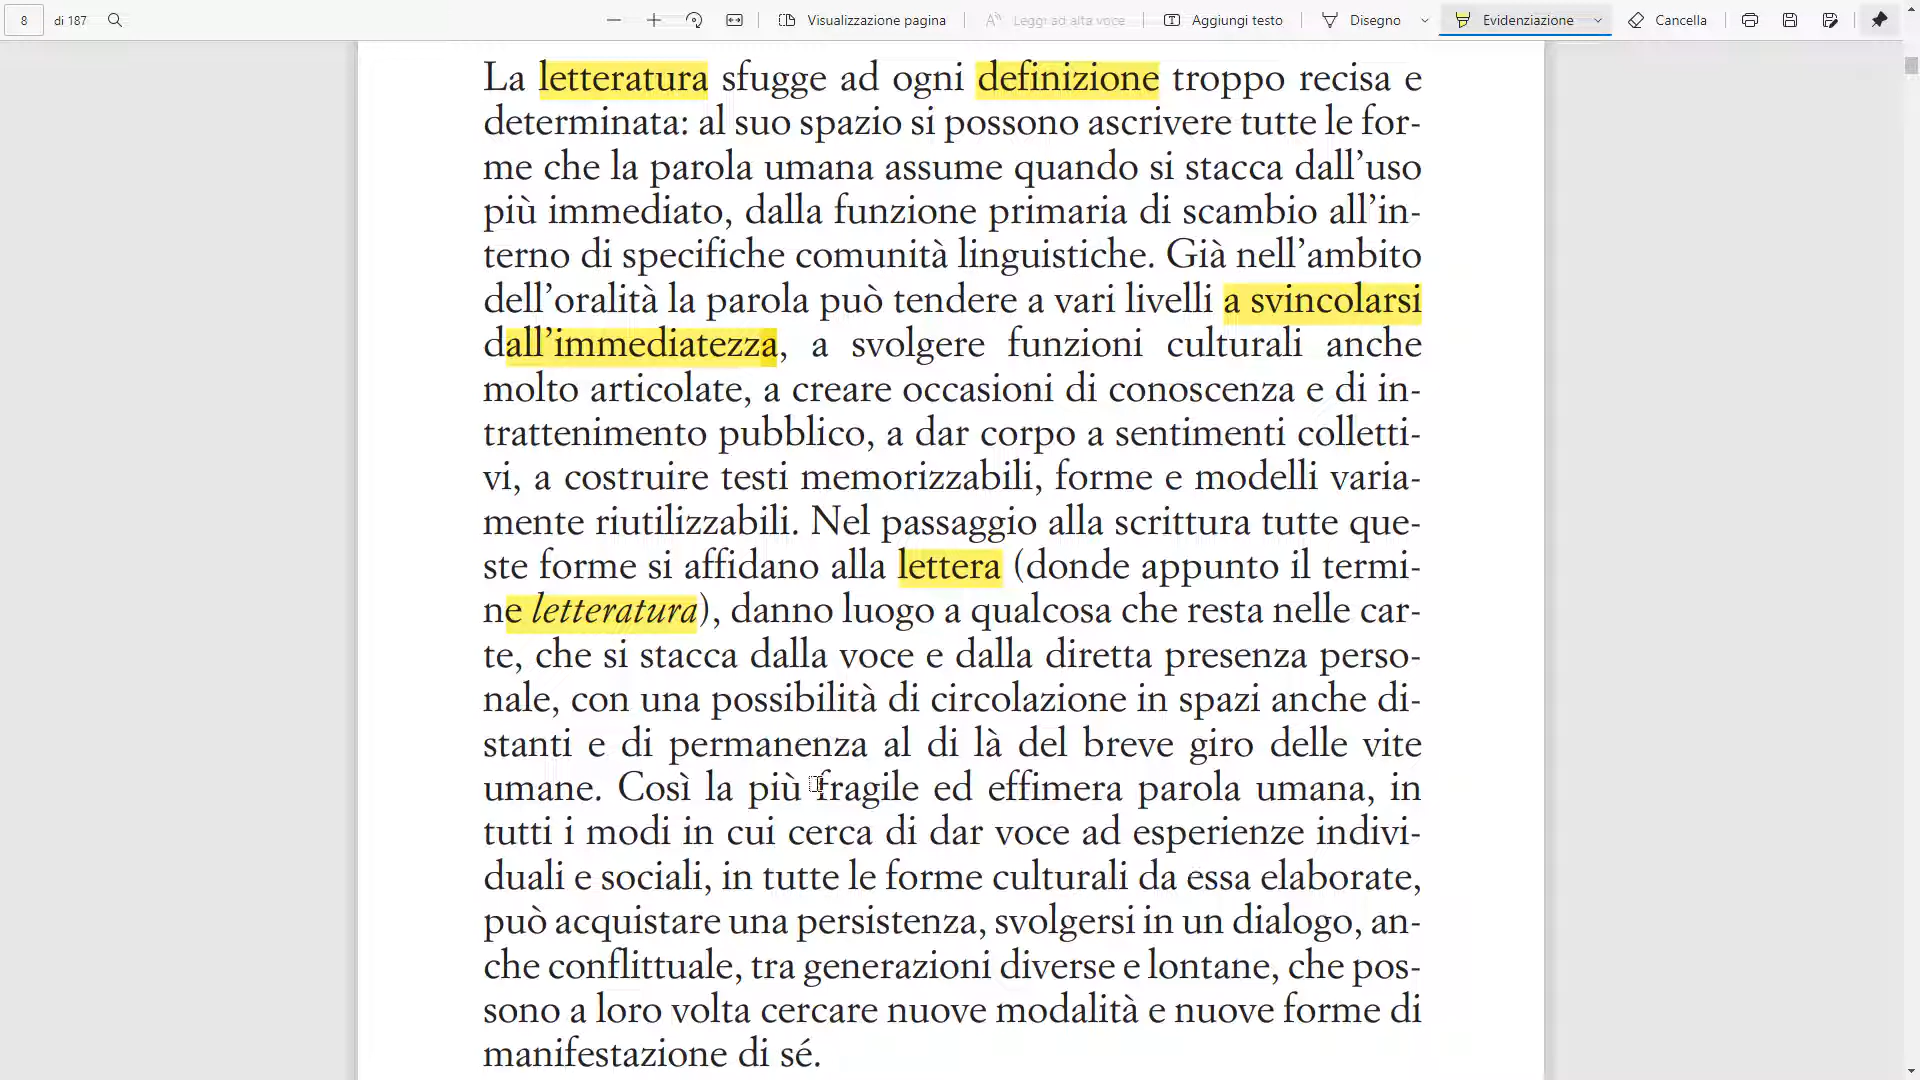 8 di 187 Visualizzazione pagina Leggi ad alta voce Aggiungi testo Disegno Evidenziazione Cancella
La letteratura sfugge ad ogni definizione troppo recisa e
determinata: al suo spazio si possono ascrivere tutte le for-
me che la parola umana assume quando si stacca dall’uso
più immediato, dalla funzione primaria di scambio all’in-
terno di specifiche comunità linguistiche. Già nell’ambito
dell’oralità la parola può tendere a vari livelli a svincolarsi
dall’immediatezza, a svolgere funzioni culturali anche
molto articolate, a creare occasioni di conoscenza e di in-
trattenimento pubblico, a dar corpo a sentimenti colletti-
vi, a costruire testi memorizzabili, forme e modelli varia-
mente riutilizzabili. Nel passaggio alla scrittura tutte que-
ste forme si affidano alla lettera (donde appunto il termi-
ne letteratura), danno luogo a qualcosa che resta nelle car-
te, che si stacca dalla voce e dalla diretta presenza perso-
nale, con una possibilità di circolazione in spazi anche di-
stanti e di permanenza al di là del breve giro delle vite
umane. Così la più fragile ed effimera parola umana, in
tutti i modi in cui cerca di dar voce ad esperienze indivi-
duali e sociali, in tutte le forme culturali da essa elaborate,
può acquistare una persistenza, svolgersi in un dialogo, an-
che conflittuale, tra generazioni diverse e lontane, che pos-
sono a loro volta cercare nuove modalità e nuove forme di
manifestazione di sé.